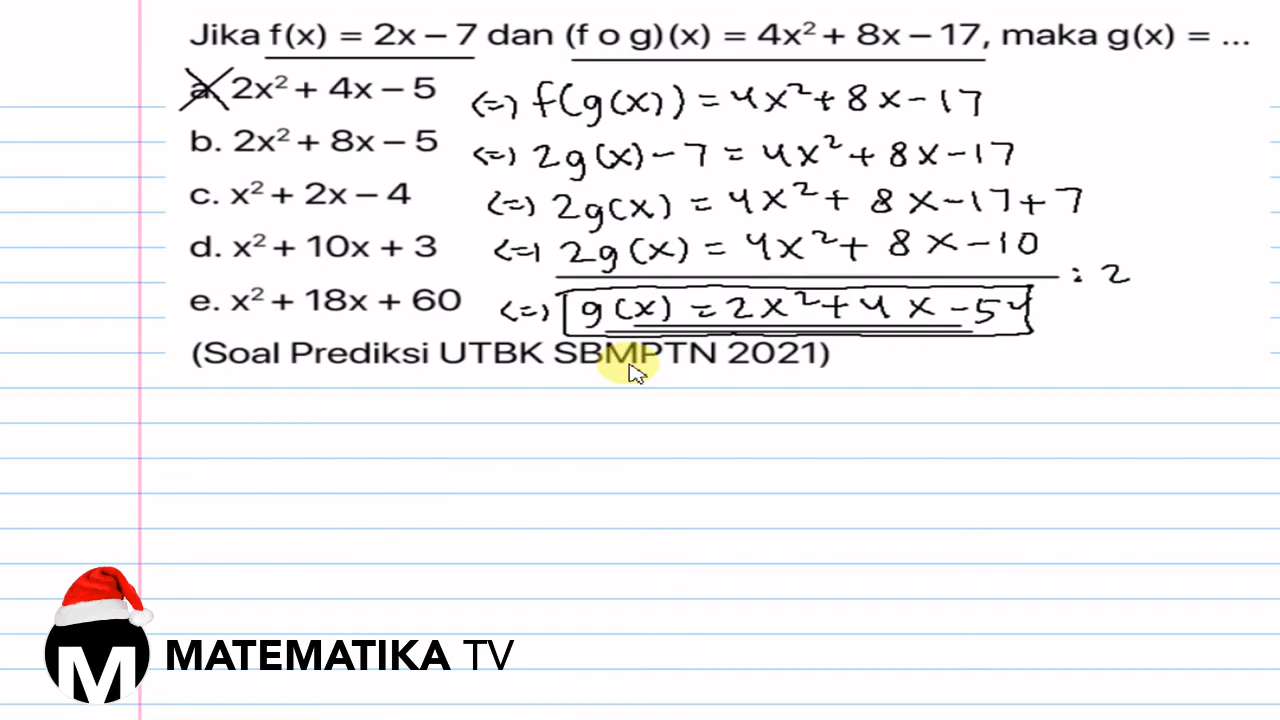 Jika f(x) = 2x – 7 dan (f o g)(x) = 4x² + 8x – 17, maka g(x) = ...
a. 2x² + 4x – 5
<=> f(g(x)) = 4x² + 8x - 17
b. 2x² + 8x – 5
<=> 2g(x) - 7 = 4x² + 8x - 17
c. x² + 2x – 4
<=> 2g(x) = 4x² + 8x - 17 + 7
d. x² + 10x + 3
<=> 2g(x) = 4x² + 8x - 10
: 2
e. x² + 18x + 60
<=> g(x) = 2x² + 4x - 5
(Soal Prediksi UTBK SBMPTN 2021)
M MATEMATIKA TV